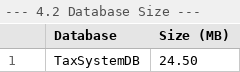 --- 4.2 Database Size ---
Database Size (MB)
1 TaxSystemDB 24.50